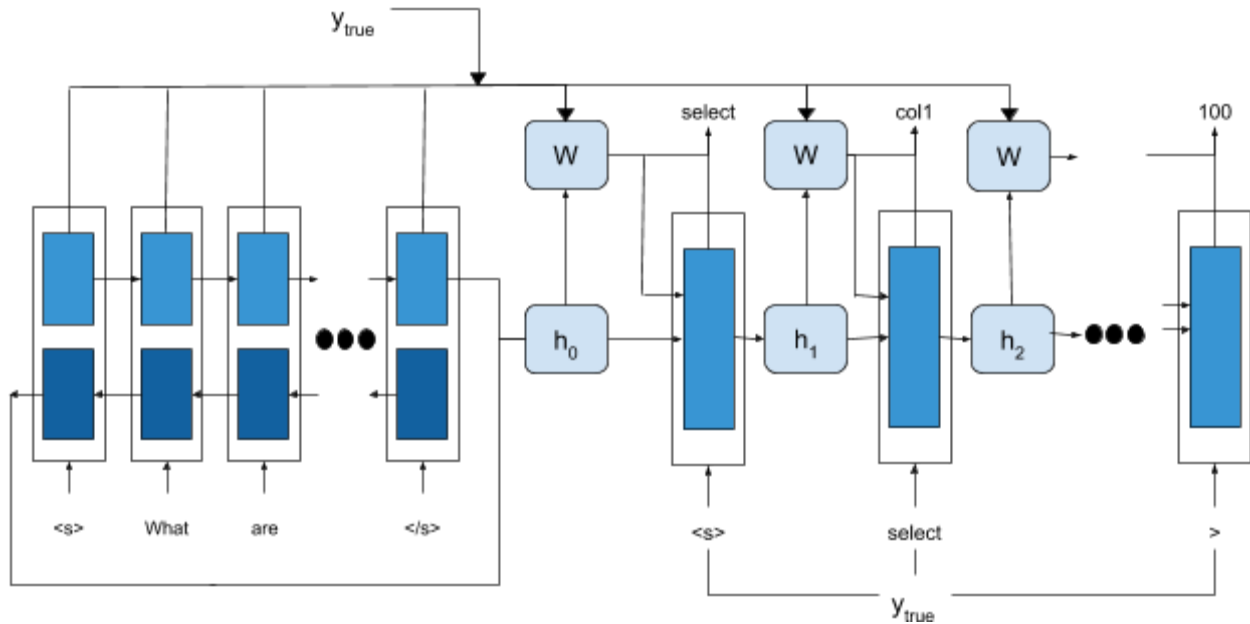 y_true
select
col1
100
W
W
W
h_0
h_1
h_2
<s>
What
are
</s>
<s>
select
>
y_true